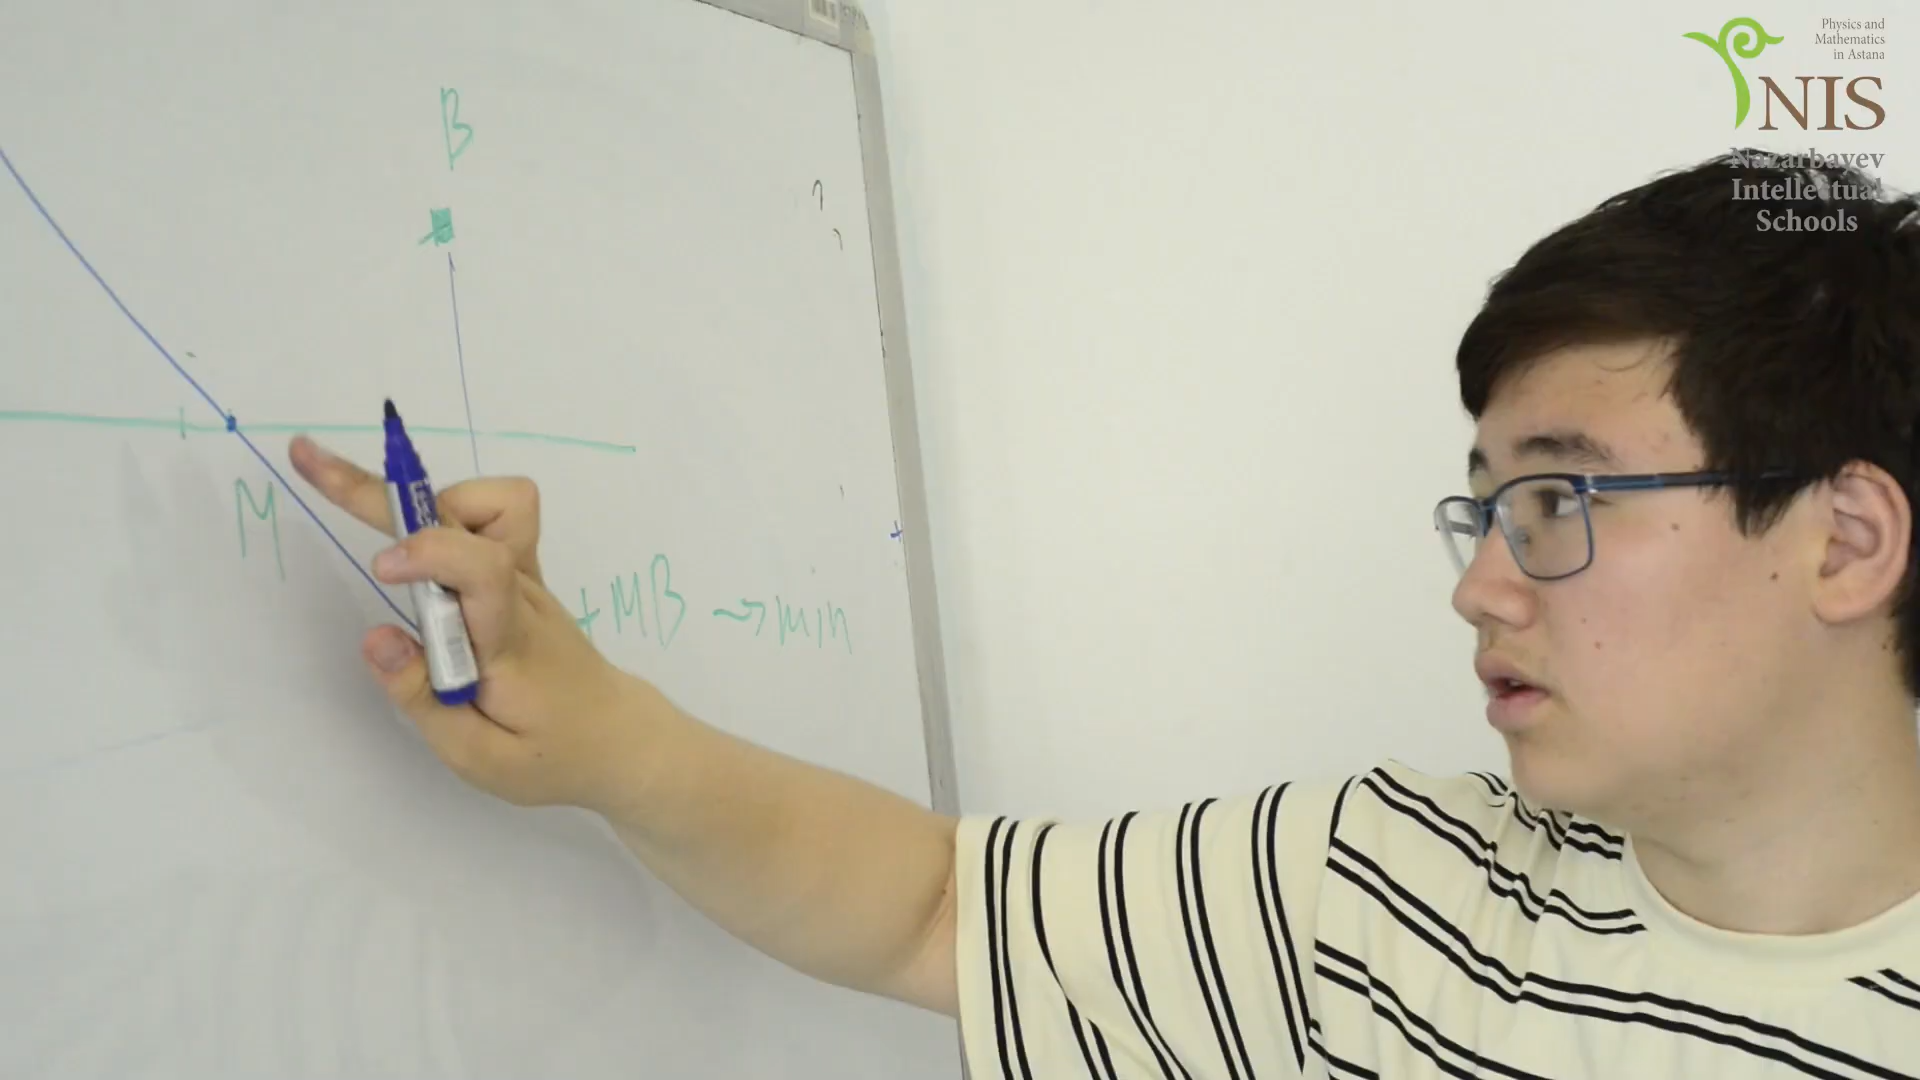 Physics and
Mathematics
in Astana
NIS
Nazarbayev
Intellectual
Schools
B
M
+MB → min